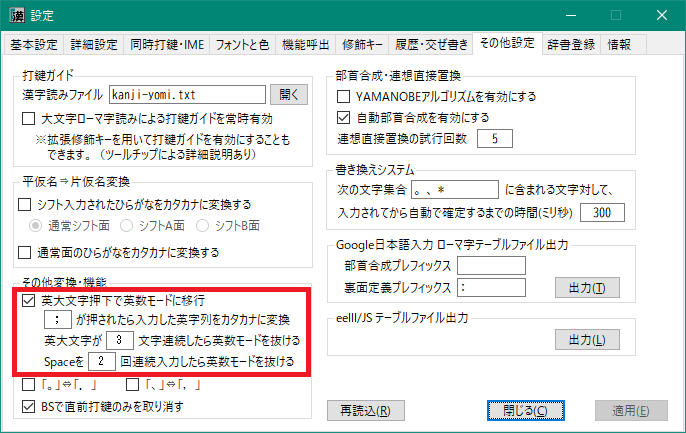 漢 設定
基本設定 詳細設定 同時打鍵・IME フォントと色 機能呼出 修飾キー 履歴・交ぜ書き その他設定 辞書登録 情報
打鍵ガイド
漢字読みファイル kanji-yomi.txt 開く
大文字ローマ字読みによる打鍵ガイドを常時有効
※拡張修飾キーを用いて打鍵ガイドを有効にすることも
できます。（ツールチップによる詳細説明あり）
平仮名⇒片仮名変換
シフト入力されたひらがなをカタカナに変換する
通常シフト面 シフトA面 シフトB面
通常面のひらがなをカタカナに変換する
その他変換・機能
英大文字押下で英数モードに移行
; が押されたら入力した英字列をカタカナに変換
英大文字が 3 文字連続したら英数モードを抜ける
Spaceを 2 回連続入力したら英数モードを抜ける
「。」⇔「．」 「、」⇔「，」
BSで直前打鍵のみを取り消す
部首合成・連想直接置換
YAMANOBEアルゴリズムを有効にする
自動部首合成を有効にする
連想直接置換の試行回数 5
書き換えシステム
次の文字集合 。、* に含まれる文字対して、
入力されてから自動で確定するまでの時間(ミリ秒) 300
Google日本語入力 ローマ字テーブルファイル出力
部首合成プレフィックス
裏面定義プレフィックス : 出力(T)
eelll/JS テーブルファイル出力
出力(L)
再読込(R) 閉じる(C) 適用(E)